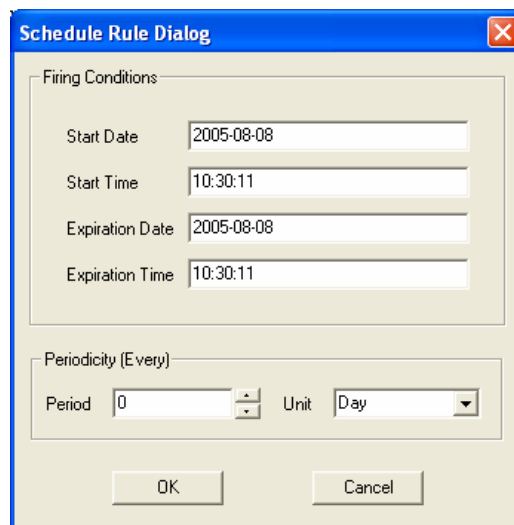 Schedule Rule Dialog
Firing Conditions
Start Date 2005-08-08
Start Time 10:30:11
Expiration Date 2005-08-08
Expiration Time 10:30:11
Periodicity (Every)
Period 0 Unit Day
OK Cancel